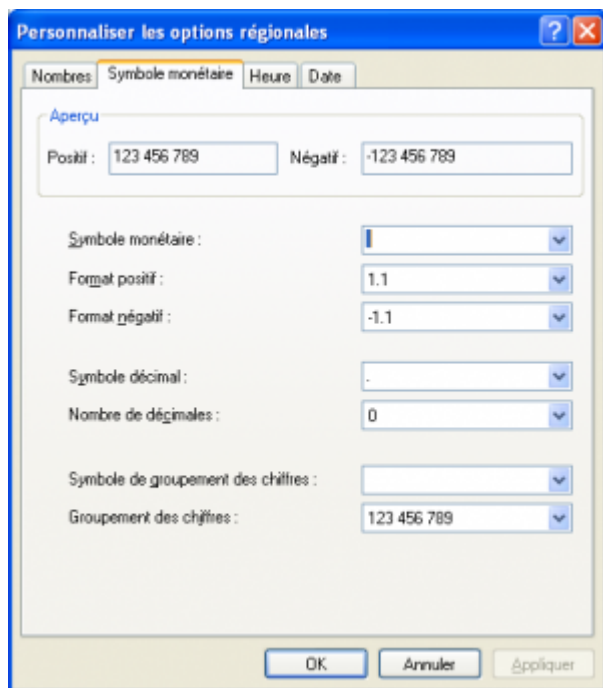 Personnaliser les options régionales
Nombres Symbole monétaire Heure Date
Aperçu
Positif : 123 456 789 Négatif : -123 456 789
Symbole monétaire :
Format positif : 1.1
Format négatif : -1.1
Symbole décimal : .
Nombre de décimales : 0
Symbole de groupement des chiffres :
Groupement des chiffres : 123 456 789
OK Annuler Appliquer